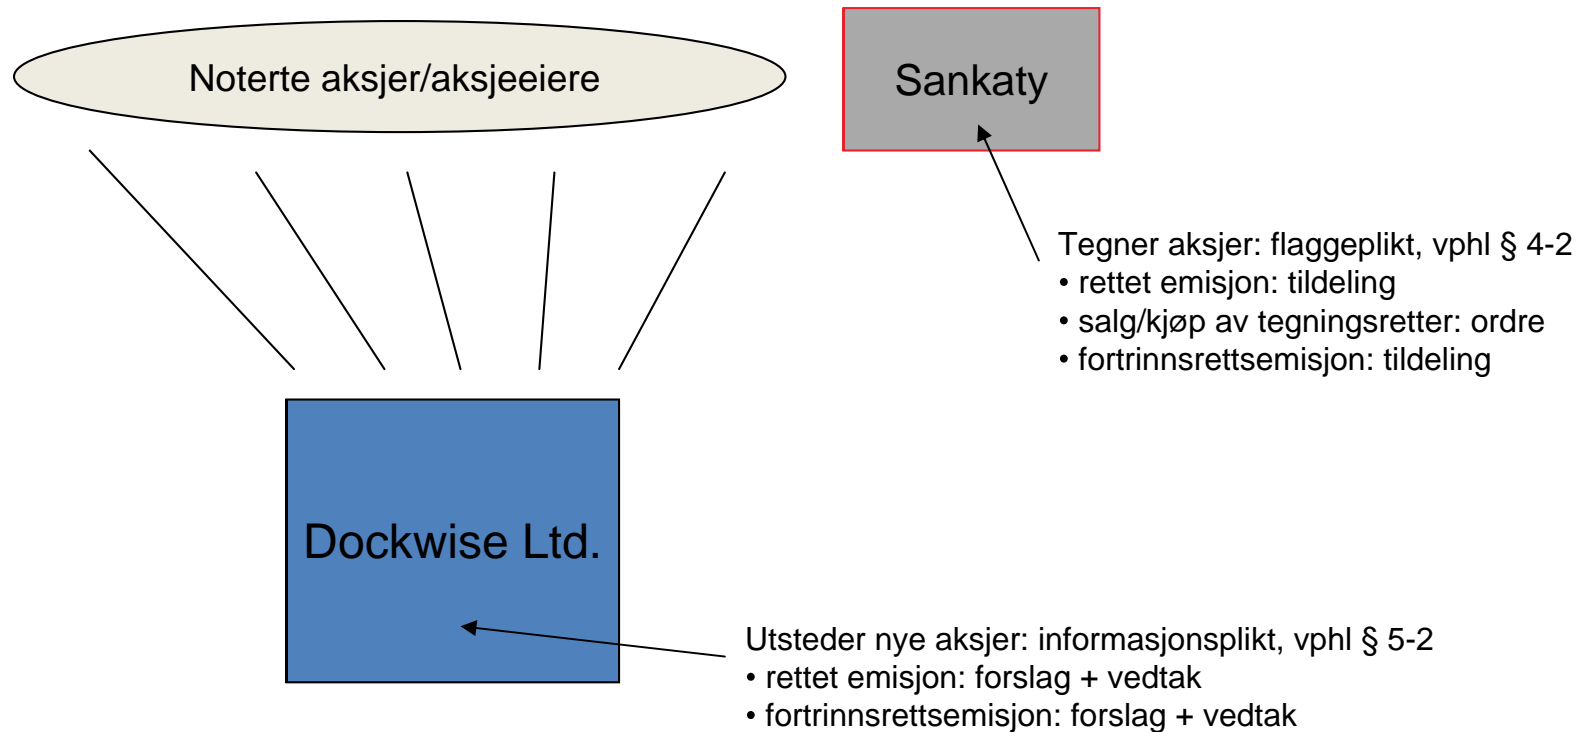 Noterte aksjer/aksjeeiere
Sankaty
Tegner aksjer: flaggeplikt, vphl § 4-2
• rettet emisjon: tildeling
• salg/kjøp av tegningsretter: ordre
• fortrinnsrettsemisjon: tildeling
Dockwise Ltd.
Utsteder nye aksjer: informasjonsplikt, vphl § 5-2
• rettet emisjon: forslag + vedtak
• fortrinnsrettsemisjon: forslag + vedtak